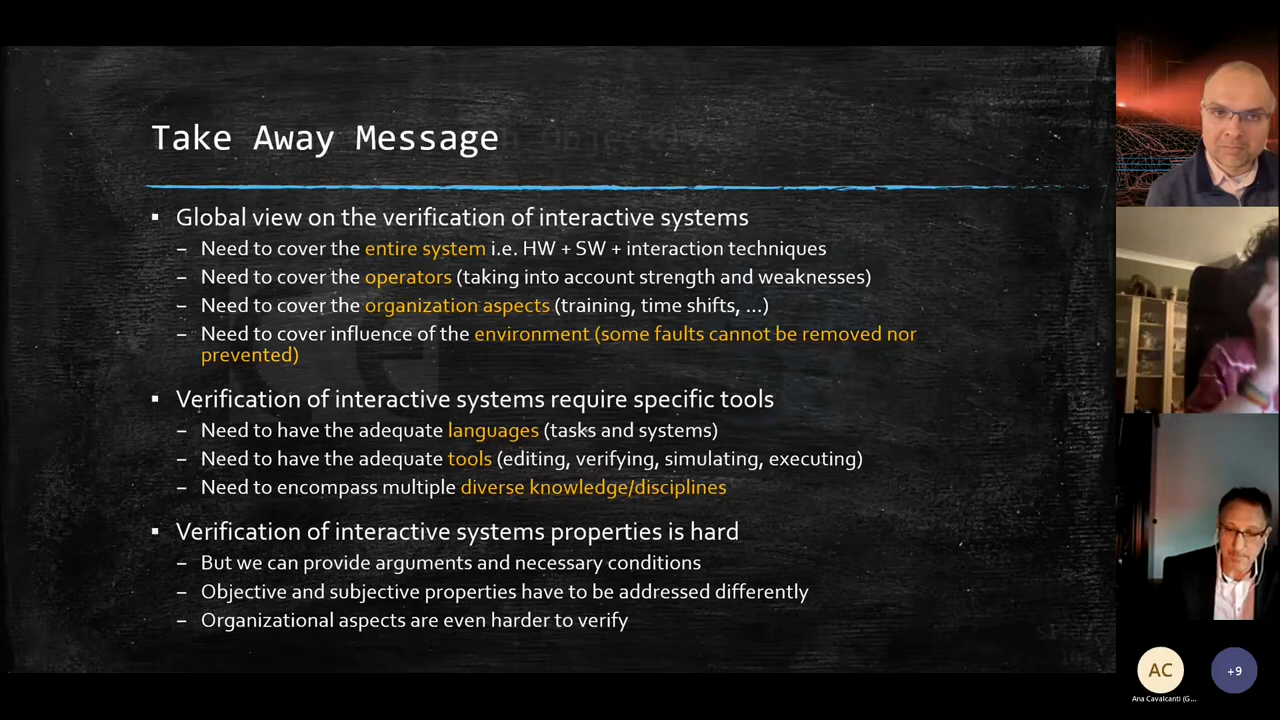 Take Away Message
▪ Global view on the verification of interactive systems
– Need to cover the entire system i.e. HW + SW + interaction techniques
– Need to cover the operators (taking into account strength and weaknesses)
– Need to cover the organization aspects (training, time shifts, ...)
– Need to cover influence of the environment (some faults cannot be removed nor
prevented)
▪ Verification of interactive systems require specific tools
– Need to have the adequate languages (tasks and systems)
– Need to have the adequate tools (editing, verifying, simulating, executing)
– Need to encompass multiple diverse knowledge/disciplines
▪ Verification of interactive systems properties is hard
– But we can provide arguments and necessary conditions
– Objective and subjective properties have to be addressed differently
– Organizational aspects are even harder to verify
AC
+9
Ana Cavalcanti (G...